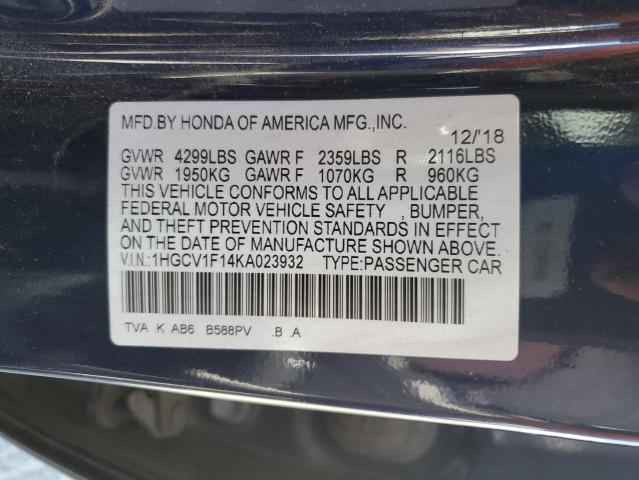 MFD.BY HONDA OF AMERICA MFG.,INC.
12/'18
GVWR 4299LBS GAWR F 2359LBS R 2116LBS
GVWR 1950KG GAWR F 1070KG R 960KG
THIS VEHICLE CONFORMS TO ALL APPLICABLE
FEDERAL MOTOR VEHICLE SAFETY , BUMPER,
AND THEFT PREVENTION STANDARDS IN EFFECT
ON THE DATE OF MANUFACTURE SHOWN ABOVE.
V.I.N.:1HGCV1F14KA023932 TYPE:PASSENGER CAR
TVA K AB6 B588PV .B .A